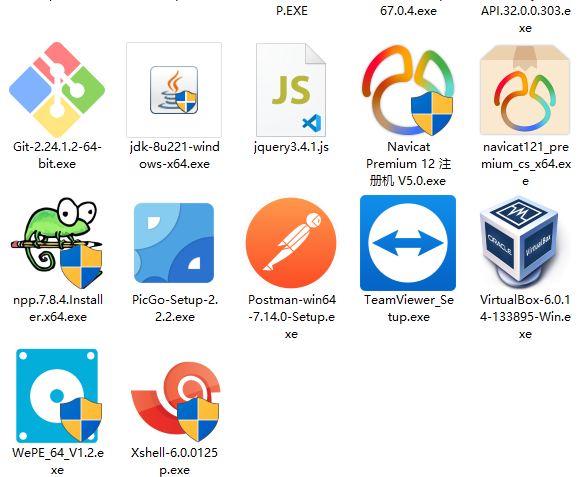 P.EXE
67.0.4.exe
API.32.0.0.303.e
xe
JS
Git-2.24.1.2-64-
bit.exe
jdk-8u221-wind
ows-x64.exe
jquery3.4.1.js
Navicat
Premium 12 注
册机 V5.0.exe
navicat121_pre
mium_cs_x64.ex
e
ORACLE
VirtualBox
npp.7.8.4.Install
er.x64.exe
PicGo-Setup-2.
2.2.exe
Postman-win64
-7.14.0-Setup.e
xe
TeamViewer_Se
tup.exe
VirtualBox-6.0.1
4-133895-Win.e
xe
WePE_64_V1.2.e
xe
Xshell-6.0.0125
p.exe